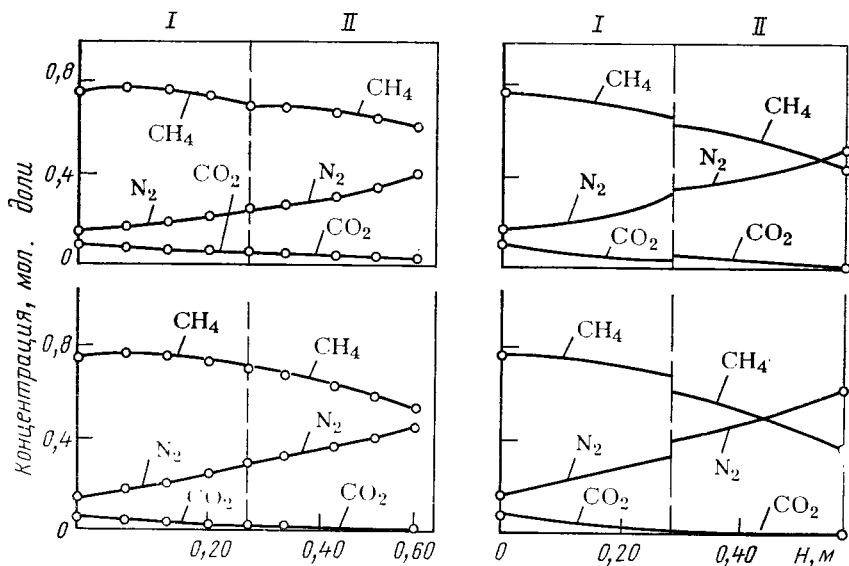 I II I II
0,8
CH₄ CH₄
CH₄ CH₄
0,4
CO₂
N₂ N₂
N₂ N₂
CO₂ CO₂ CO₂
0
Концентрация, мол. доли
0,8
CH₄ CH₄
CH₄ CH₄
0,4
N₂ N₂
N₂ N₂
CO₂ CO₂
CO₂ CO₂
0
0,20 0,40 0,60
0 0,20 0,40 H, м